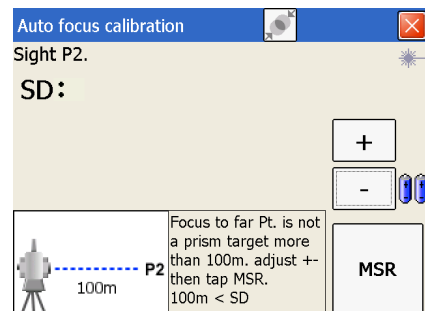 Auto focus calibration
Sight P2.
SD:
+
-
Focus to far Pt. is not
a prism target more
than 100m. adjust +-
then tap MSR.
100m < SD
P2
100m
MSR